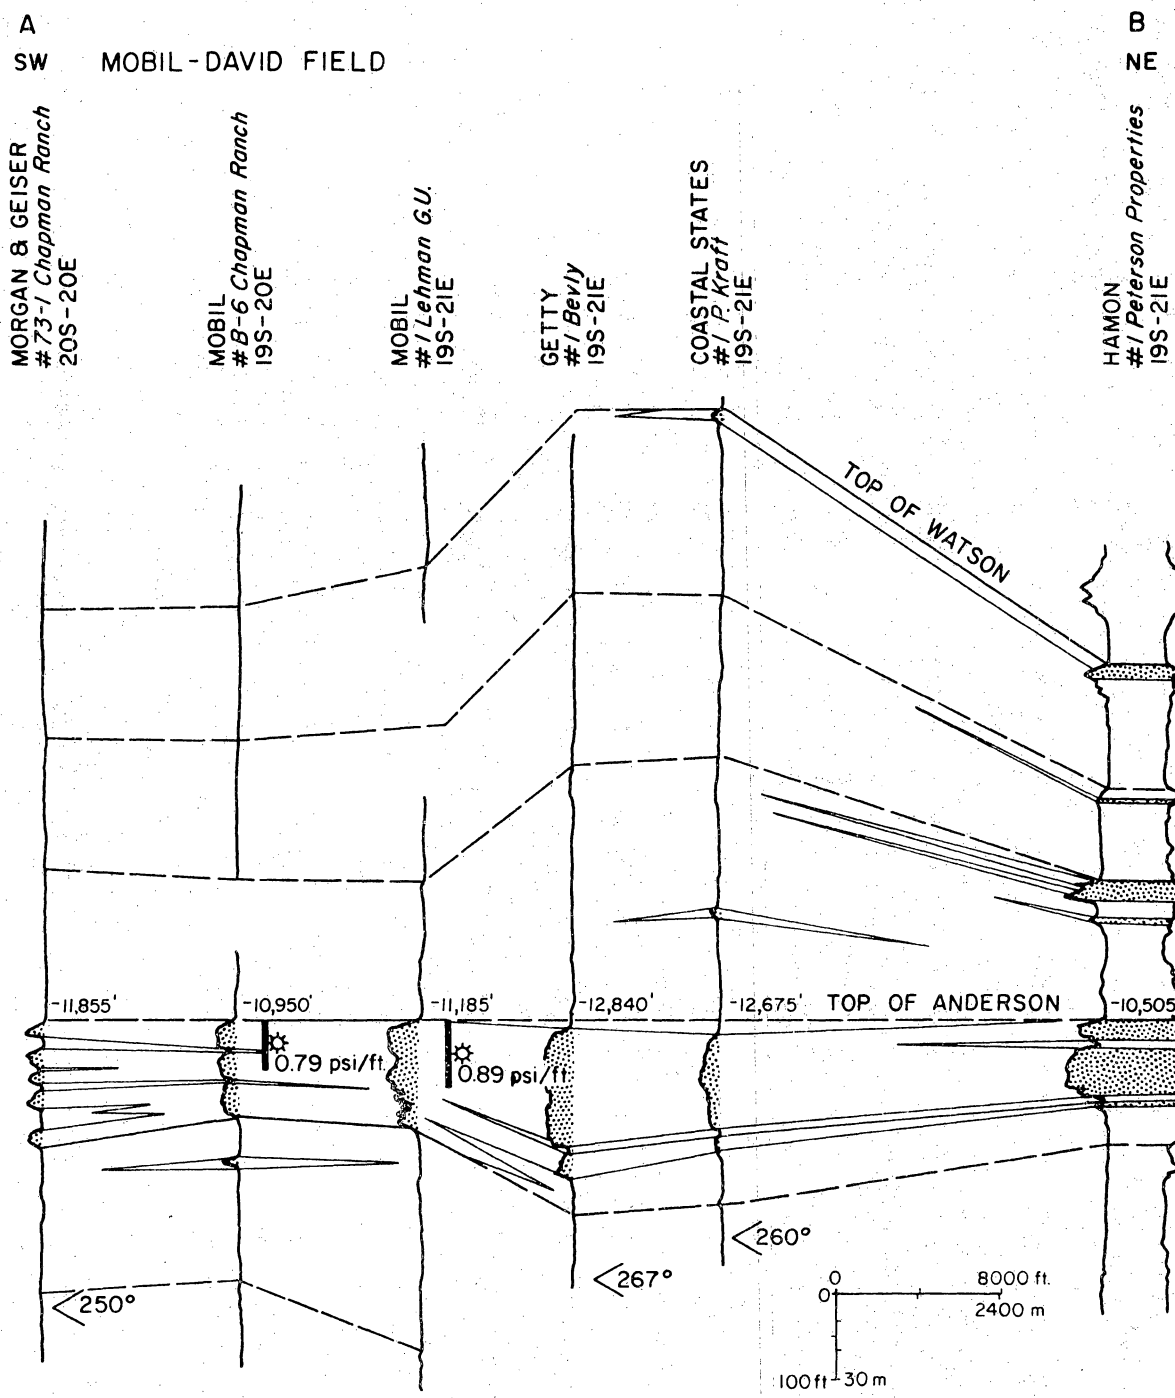 A
B
SW
MOBIL-DAVID FIELD
NE
MORGAN & GEISER
#73-1 Chapman Ranch
20S-20E
MOBIL
#B-6 Chapman Ranch
19S-20E
MOBIL
#1 Lehman G.U.
19S-21E
GETTY
#1 Bevly
19S-21E
COASTAL STATES
#1 P. Kraft
19S-21E
HAMON
#1 Peterson Properties
19S-21E
TOP OF WATSON
-11,855'
-10,950'
-11,185'
-12,840'
-12,675'
TOP OF ANDERSON
-10,505
0.79 psi/ft.
0.89 psi/ft.
260°
267°
250°
0 8000 ft.
0
2400 m
100 ft 30 m